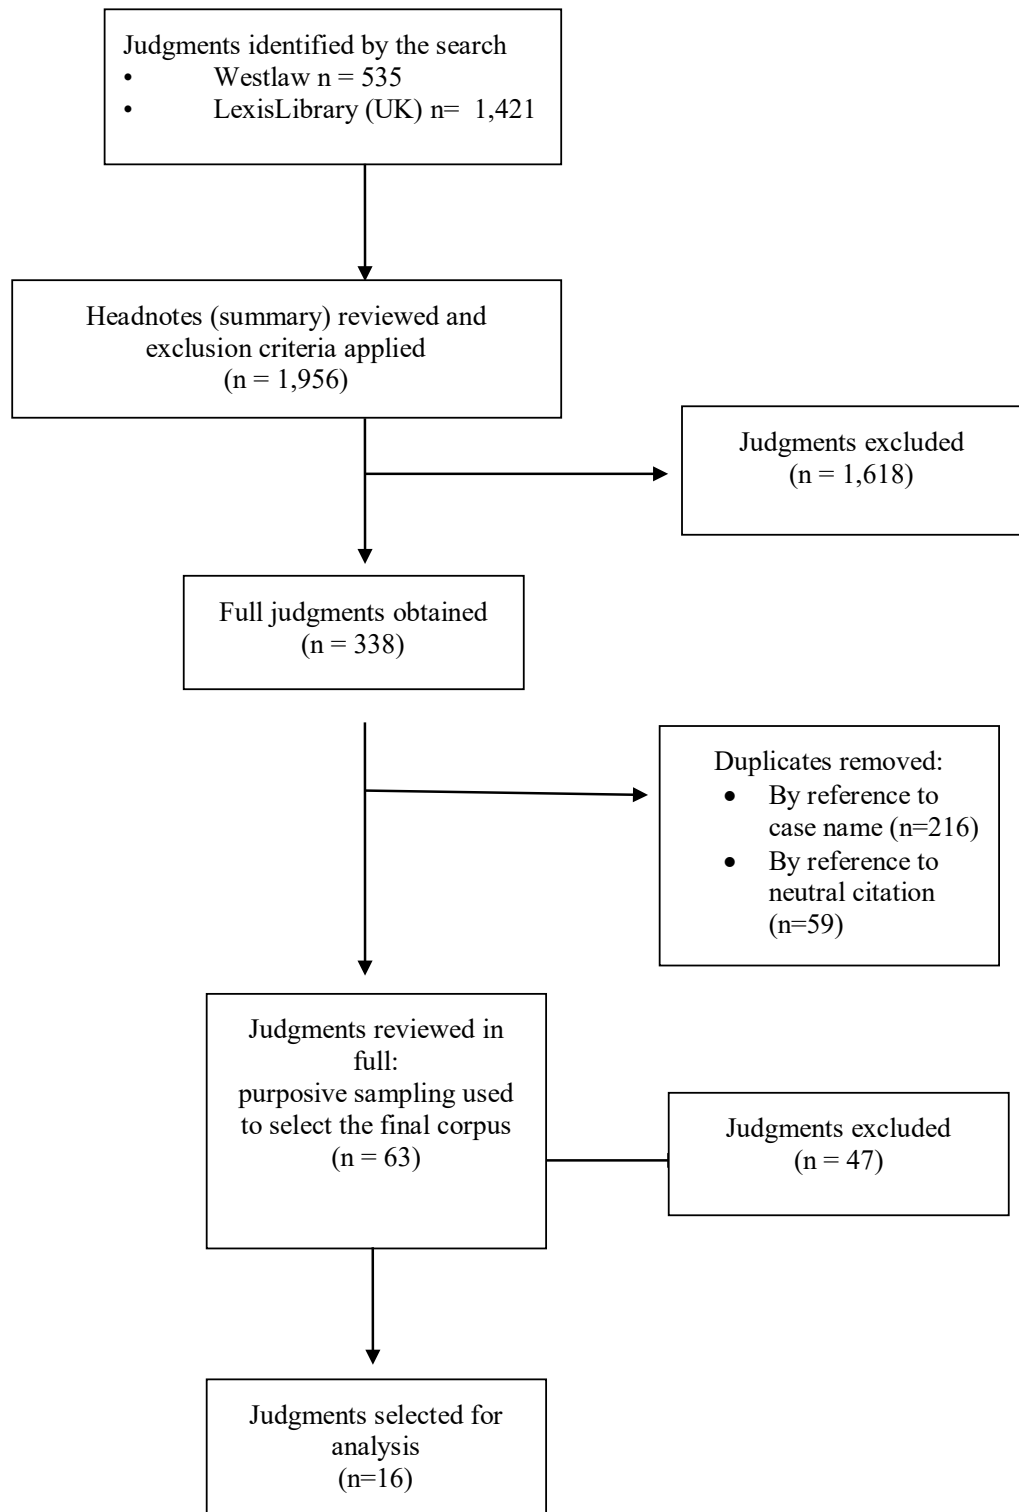 Judgments identified by the search
• Westlaw n = 535
• LexisLibrary (UK) n= 1,421
Headnotes (summary) reviewed and
exclusion criteria applied
(n = 1,956)
Judgments excluded
(n = 1,618)
Full judgments obtained
(n = 338)
Duplicates removed:
• By reference to
case name (n=216)
• By reference to
neutral citation
(n=59)
Judgments reviewed in
full:
purposive sampling used
to select the final corpus
(n = 63)
Judgments excluded
(n = 47)
Judgments selected for
analysis
(n=16)